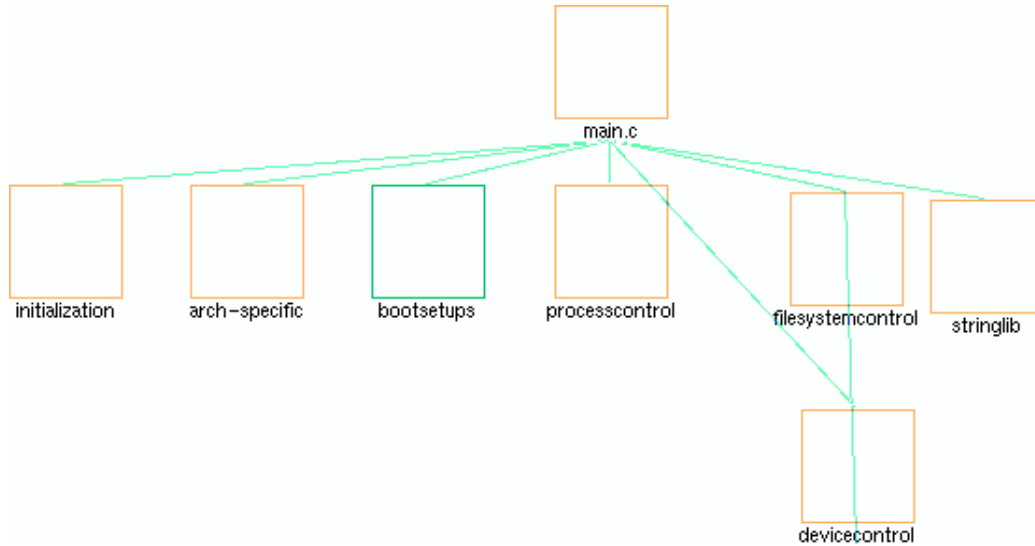 main.c
initialization
arch-specific
bootsetups
processcontrol
filesystemcontrol
stringlib
devicecontrol